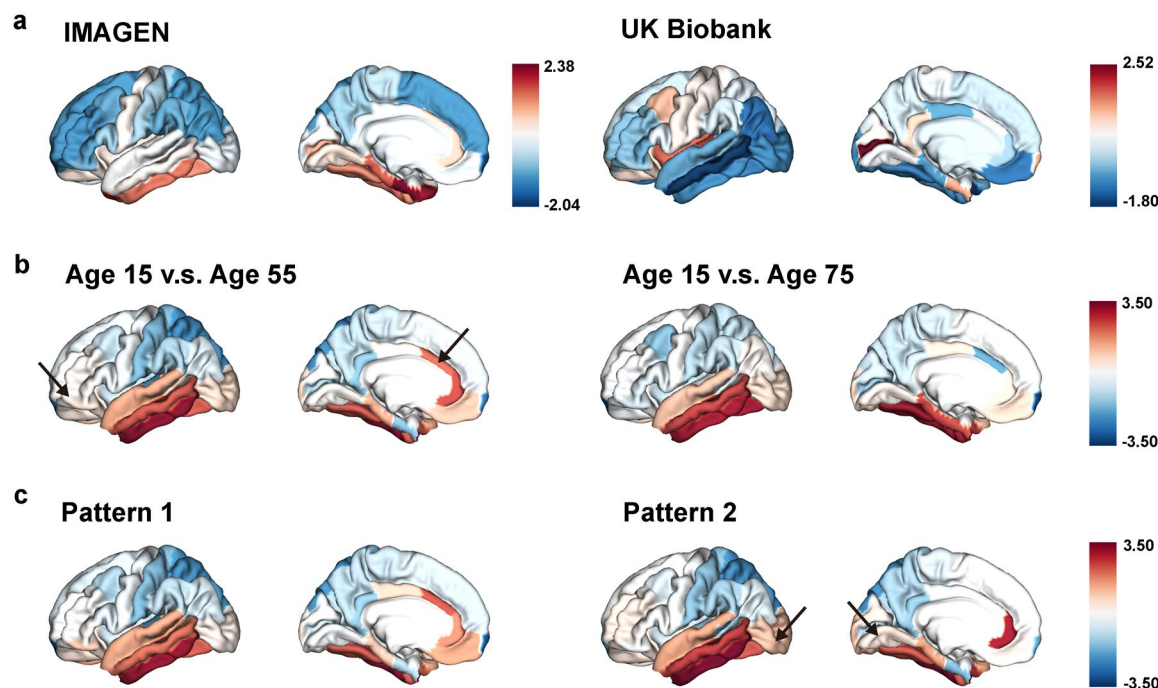 a
IMAGEN
UK Biobank
2.38
-2.04
2.52
-1.80
b
Age 15 v.s. Age 55
Age 15 v.s. Age 75
3.50
-3.50
c
Pattern 1
Pattern 2
3.50
-3.50